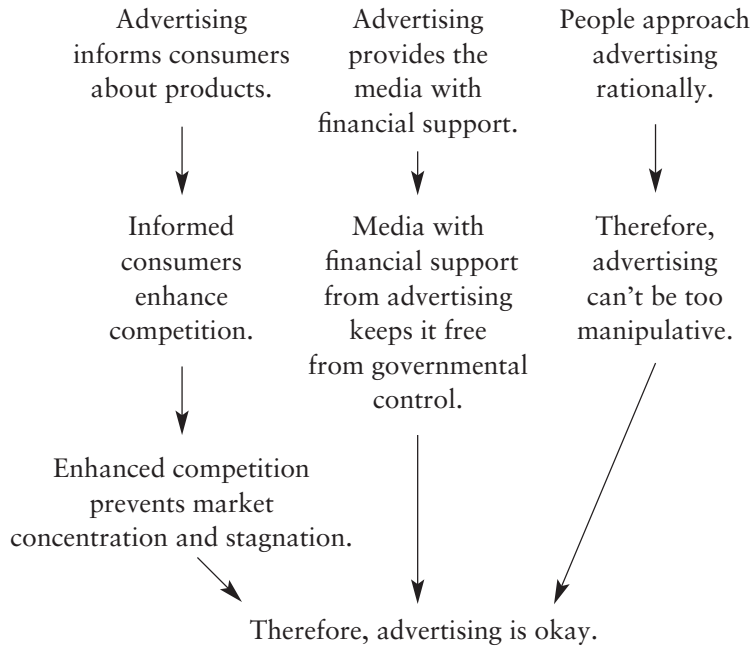 Advertising
informs consumers
about products.
Advertising
provides the
media with
financial support.
People approach
advertising
rationally.
Informed
consumers
enhance
competition.
Media with
financial support
from advertising
keeps it free
from governmental
control.
Therefore,
advertising
can’t be too
manipulative.
Enhanced competition
prevents market
concentration and stagnation.
Therefore, advertising is okay.